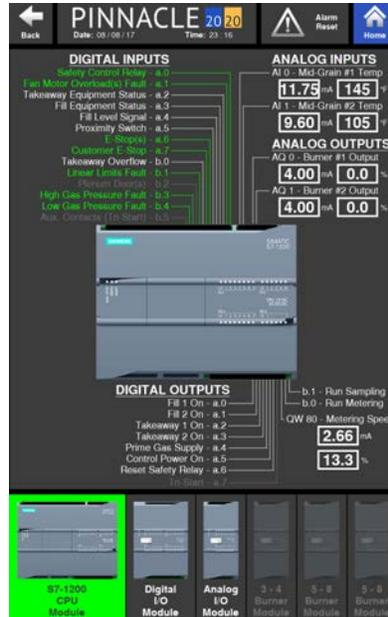 PINNACLE 20 20
Back
Date: 08/08/17
Time: 23:16
Alarm
Reset
Home
DIGITAL INPUTS
Safety Control Relay - a.0
Fan Motor Overload(s) Fault - a.1
Takeaway Equipment Status - a.2
Fill Equipment Status - a.3
Fill Level Signal - a.4
Proximity Switch - a.5
E-Stop(s) - a.6
Customer E-Stop - a.7
Takeaway Overflow - b.0
Linear Limits Fault - b.1
Plenum Door(s) - b.2
High Gas Pressure Fault - b.3
Low Gas Pressure Fault - b.4
Aux. Contacts (Tri Start) - b.5
ANALOG INPUTS
AI 0 - Mid-Grain #1 Temp
11.75 mA 145 °F
AI 1 - Mid-Grain #2 Temp
9.60 mA 105 °F
ANALOG OUTPUTS
AQ 0 - Burner #1 Output
4.00 mA 0.0 %
AQ 1 - Burner #2 Output
4.00 mA 0.0 %
SIEMENS
SIMATIC
S7-1200
DIGITAL OUTPUTS
Fill 1 On - a.0
Fill 2 On - a.1
Takeaway 1 On - a.2
Takeaway 2 On - a.3
Prime Gas Supply - a.4
Control Power On - a.5
Reset Safety Relay - a.6
Tri-Start - a.7
b.1 - Run Sampling
b.0 - Run Metering
QW 80 - Metering Spee
2.66 mA
13.3 %
S7-1200
CPU
Module
Digital
I/O
Module
Analog
I/O
Module
3 - 4
Burner
Module
5 - 8
Burner
Module
5 - 8
Burner
Module